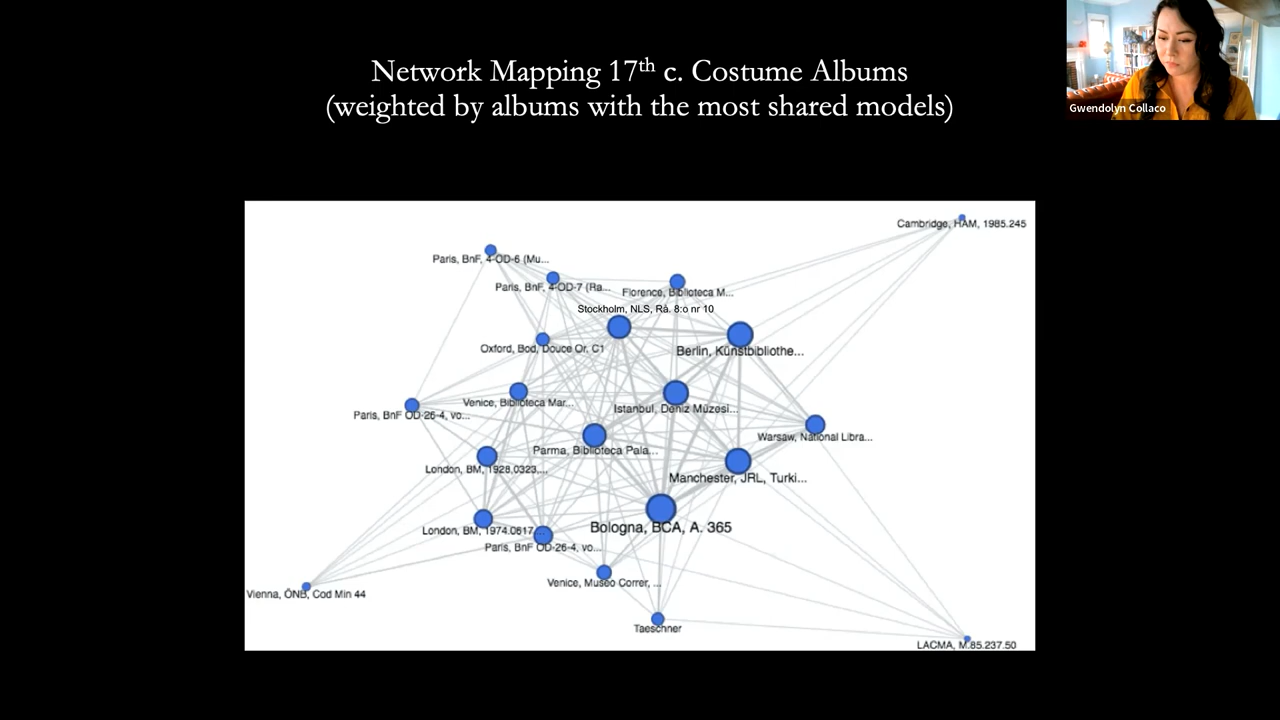 Network Mapping 17th c. Costume Albums
(weighted by albums with the most shared models)
Gwendolyn Collaco
Cambridge, HAM, 1985.245
Paris, BnF, 4-OD-6 (Mu...
Paris, BnF, 4-OD-7 (Ra...
Florence, Biblioteca M...
Stockholm, NLS, Rå. 8:o nr 10
Oxford, Bod, Douce Or. C1
Berlin, Künstbibliothe...
Venice, Biblioteca Mar...
Istanbul, Deniz Müzesi...
Paris, BnF OD-26-4, vo...
Warsaw, National Libra...
Parma, Biblioteca Pala...
London, BM, 1928,0323,...
Manchester, JRL, Turki...
Bologna, BCA, A. 365
London, BM, 1974.0617...
Paris, BnF OD-26-4, vo...
Venice, Museo Correr, ...
Vienna, ÖNB, Cod Min 44
Taeschner
LACMA, M.85.237.50